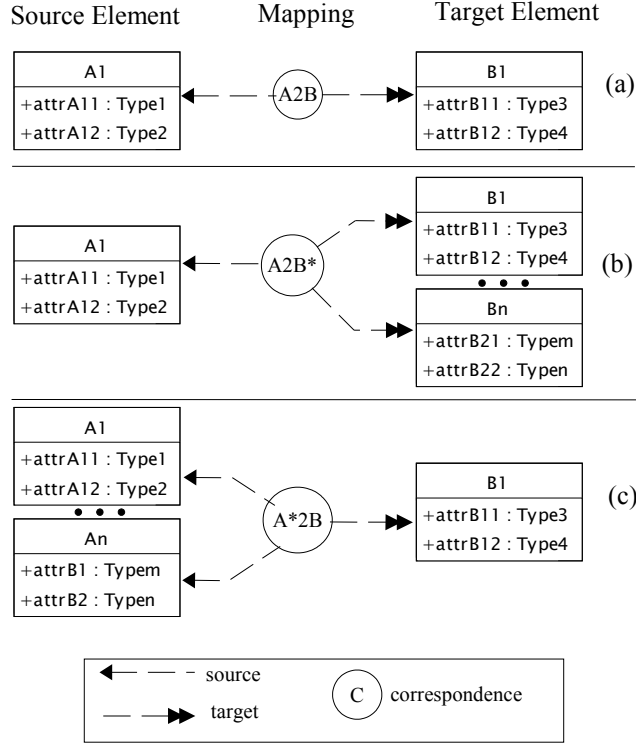 Source Element Mapping Target Element
A1
+attrA11 : Type1
+attrA12 : Type2
A2B
B1
+attrB11 : Type3
+attrB12 : Type4
(a)
A1
+attrA11 : Type1
+attrA12 : Type2
A2B*
B1
+attrB11 : Type3
+attrB12 : Type4
Bn
+attrB21 : Typem
+attrB22 : Typen
(b)
A1
+attrA11 : Type1
+attrA12 : Type2
An
+attrB1 : Typem
+attrB2 : Typen
A*2B
B1
+attrB11 : Type3
+attrB12 : Type4
(c)
source
target
C correspondence